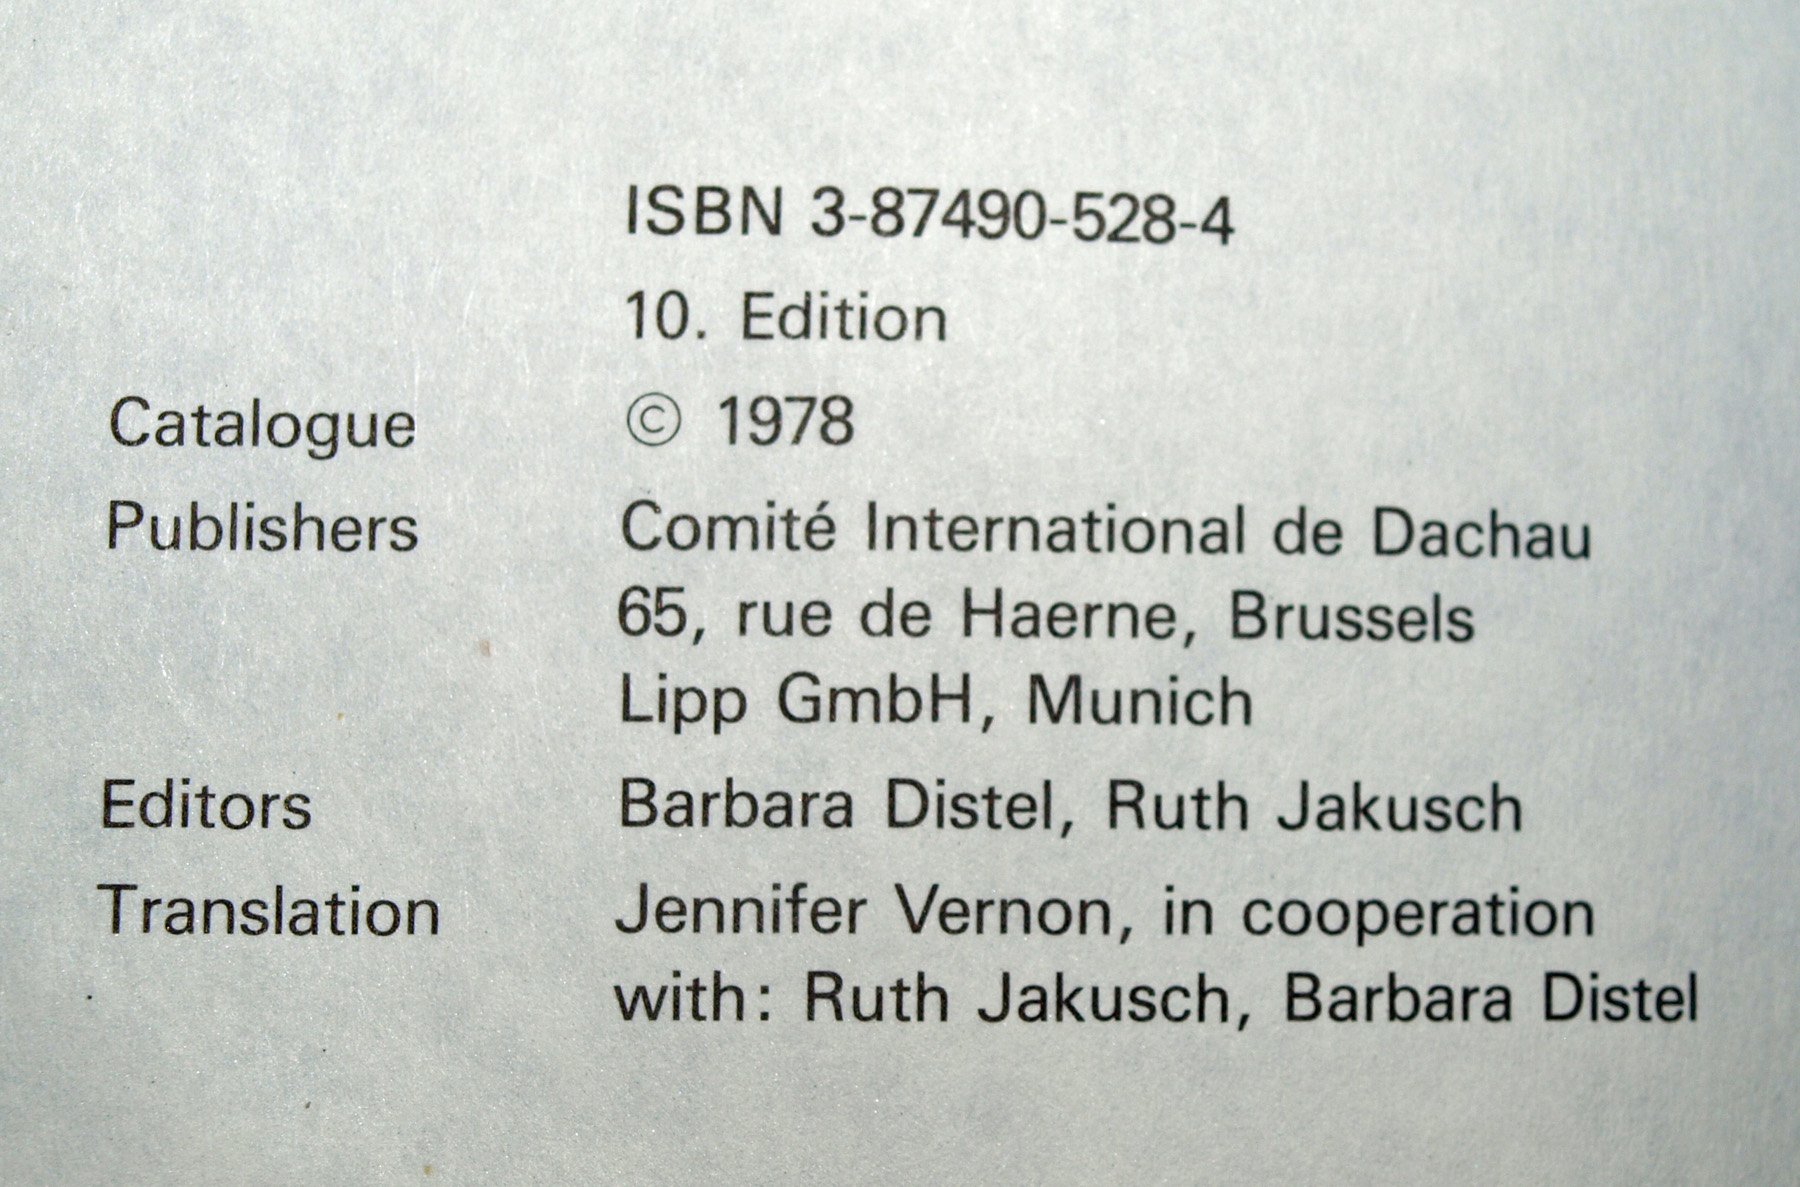 ISBN 3-87490-528-4
10. Edition
Catalogue © 1978
Publishers Comité International de Dachau
65, rue de Haerne, Brussels
Lipp GmbH, Munich
Editors Barbara Distel, Ruth Jakusch
Translation Jennifer Vernon, in cooperation
with: Ruth Jakusch, Barbara Distel